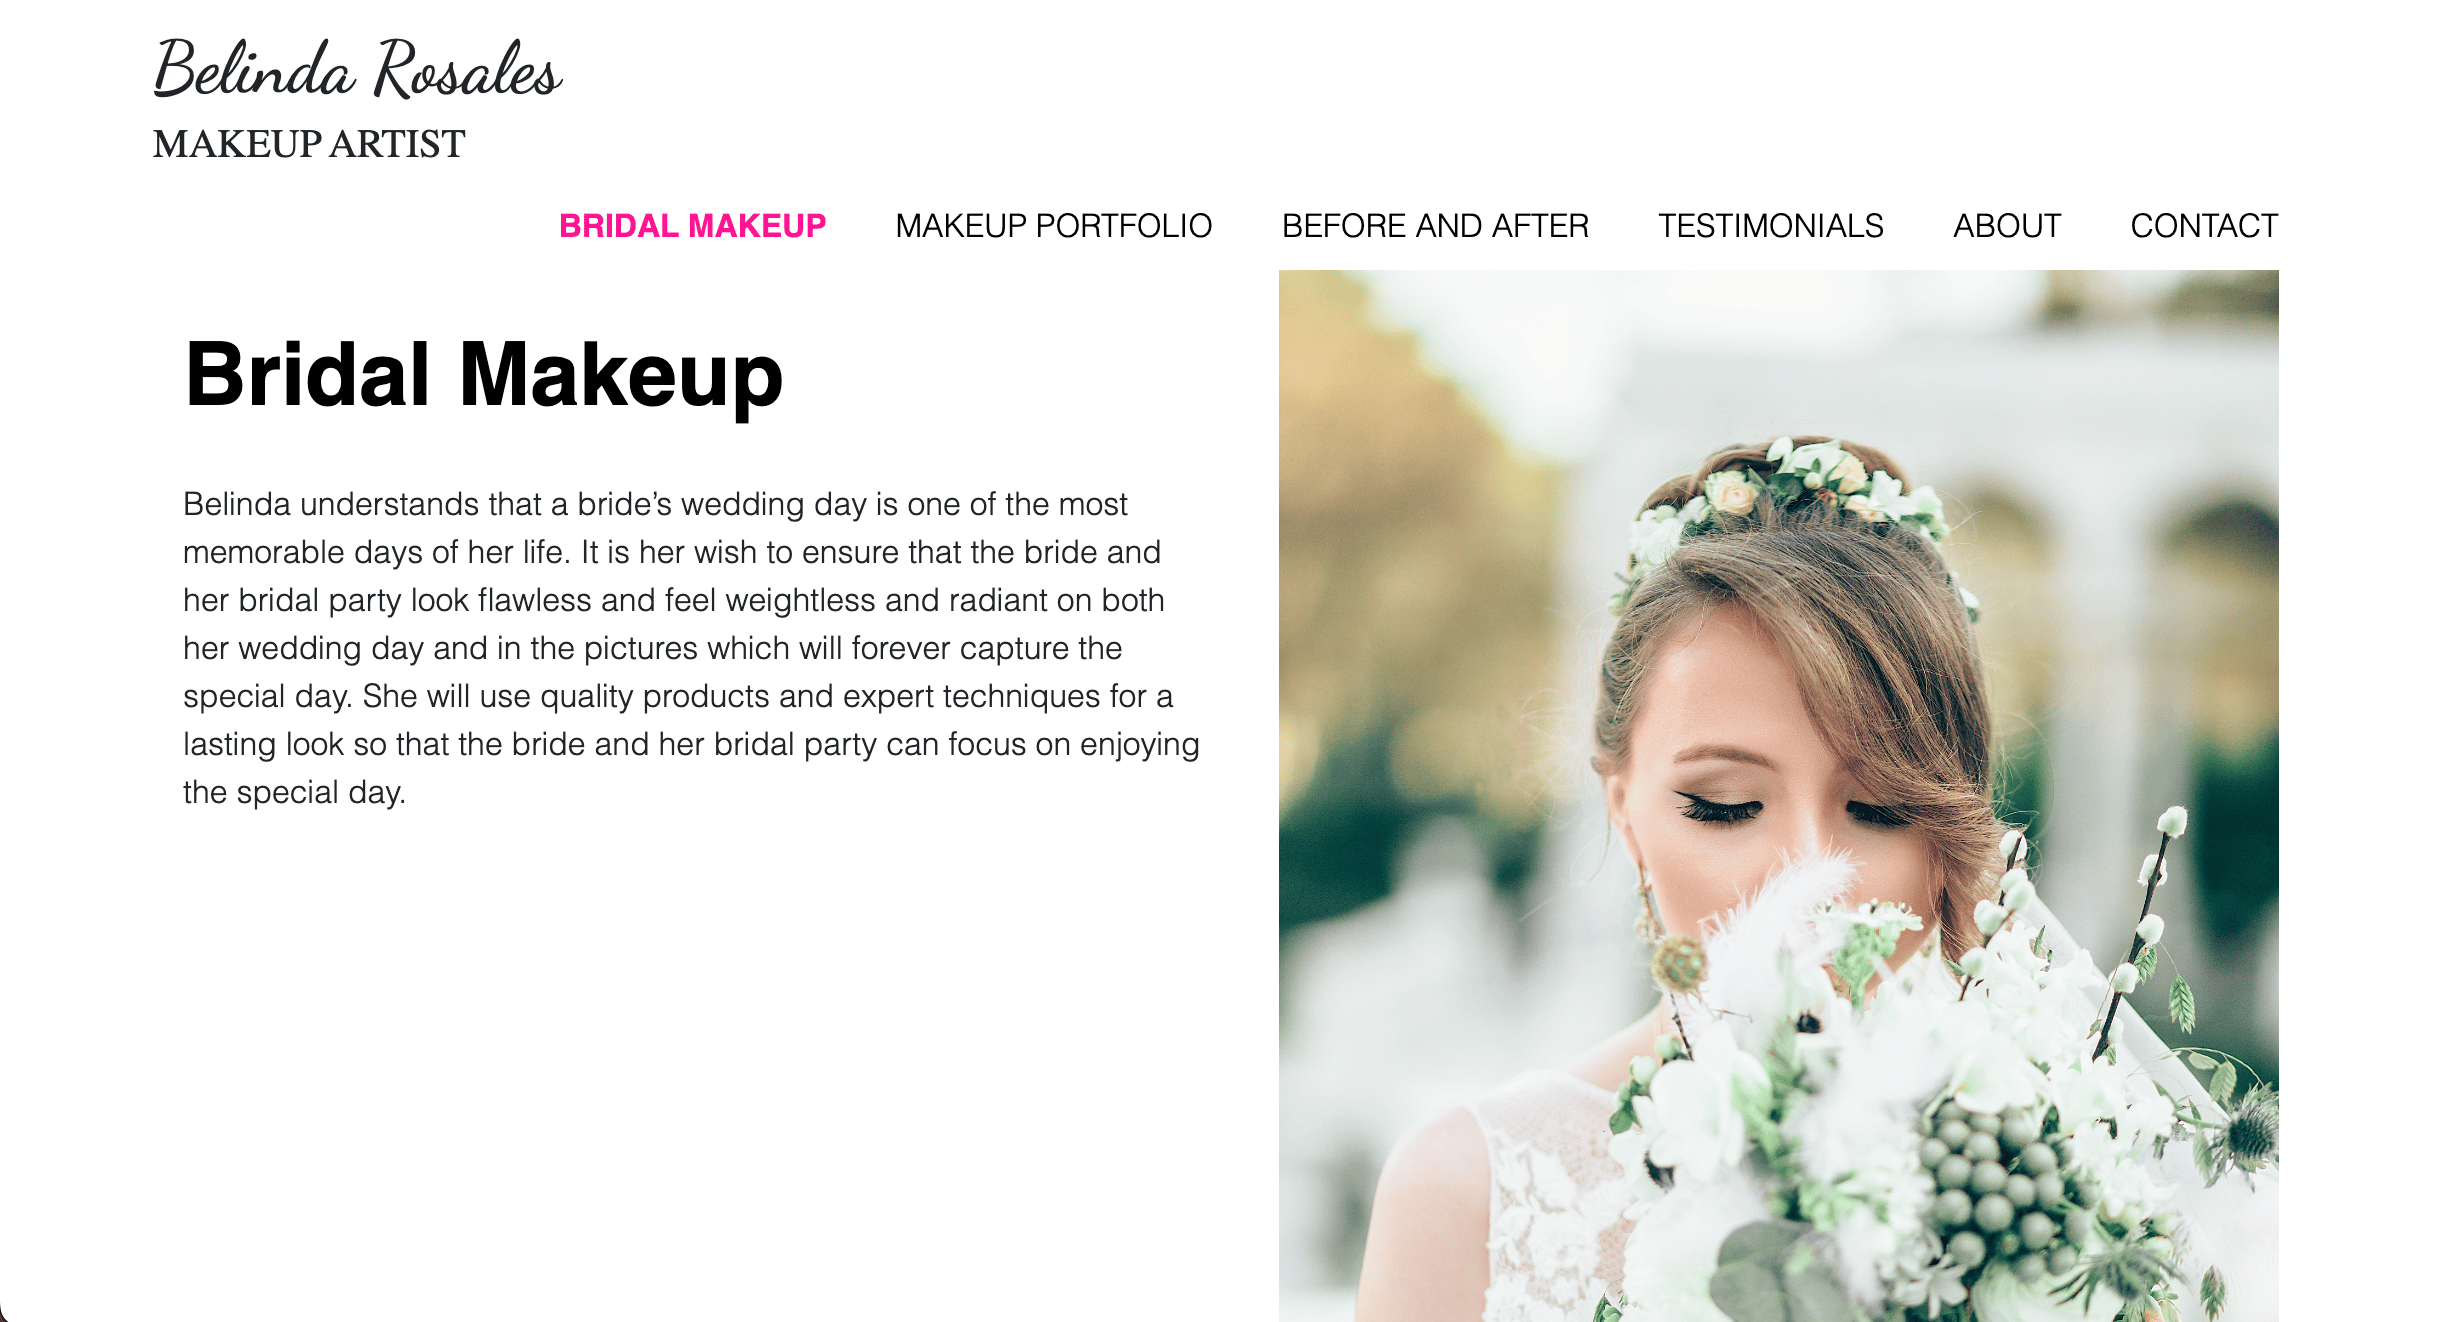 Belinda Rosales
MAKEUP ARTIST
BRIDAL MAKEUP MAKEUP PORTFOLIO BEFORE AND AFTER TESTIMONIALS ABOUT CONTACT
Bridal Makeup
Belinda understands that a bride’s wedding day is one of the most
memorable days of her life. It is her wish to ensure that the bride and
her bridal party look flawless and feel weightless and radiant on both
her wedding day and in the pictures which will forever capture the
special day. She will use quality products and expert techniques for a
lasting look so that the bride and her bridal party can focus on enjoying
the special day.